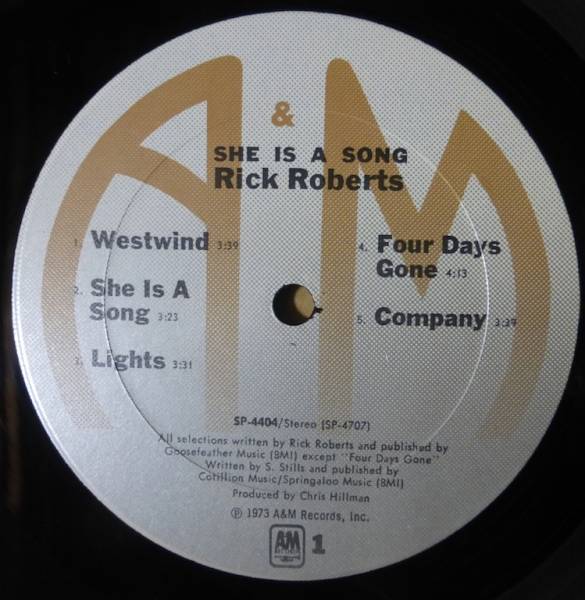 A & M
SHE IS A SONG
Rick Roberts
1. Westwind 3:39
2. She Is A
Song 3:23
3. Lights 3:31
4. Four Days
Gone 4:13
5. Company 3:39
SP-4404/Stereo (SP-4707)
All selections written by Rick Roberts and published by
Goosefeather Music (BMI) except "Four Days Gone"
Written by S. Stills and published by
Cotillion Music/Springaloo Music (BMI)
Produced by Chris Hillman
℗ 1973 A&M Records, Inc.
AM
1